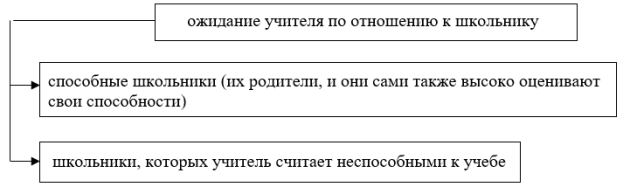 ожидание учителя по отношению к школьнику
способные школьники (их родители, и они сами также высоко оценивают
свои способности)
школьники, которых учитель считает неспособными к учебе